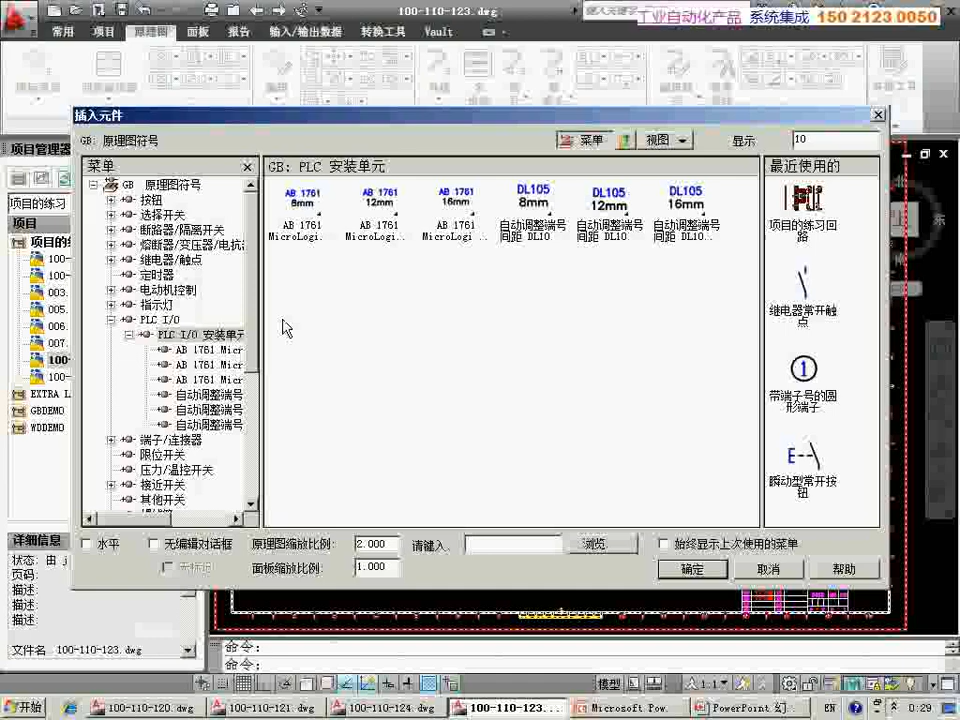 100-110-123.dwg
工业自动化产品 系统集成 150 2123 0050
常用 项目 原理图 面板 报告 输入/输出数据 转换工具 Vault
插入元件
GB: 原理图符号
菜单
视图
显示
10
项目管理器
菜单
GB: PLC 安装单元
最近使用的
GB 原理图符号
按钮
选择开关
断路器/隔离开关
熔断器/变压器/电抗
继电器/触点
定时器
电动机控制
指示灯
PLC I/O
PLC I/O 安装单元
AB 1761 Micr
AB 1761 Micr
AB 1761 Micr
自动调整端号
自动调整端号
自动调整端号
端子/连接器
限位开关
压力/温控开关
接近开关
其他开关
AB 1761 8mm
AB 1761 12mm
AB 1761 16mm
DL105 8mm
DL105 12mm
DL105 16mm
AB 1761 MicroLogi...
AB 1761 MicroLogi...
AB 1761 MicroLogi...
自动调整端号间距 DL10...
自动调整端号间距 DL10...
自动调整端号间距 DL10...
项目的练习回路
继电器常开触点
带端子号的圆形端子
瞬动型常开按钮
项目的练习
项目
项目的练
100-
100-
003.
005.
006.
007.
100-
100-
EXTRA L
GBDEMO
WDDEMO
水平
无编辑对话框
原理图缩放比例:
2.000
请键入.
浏览
始终显示上次使用的菜单
面板缩放比例:
1.000
确定
取消
帮助
详细信息
状态: 由 j
页码:
描述:
描述:
描述:
文件名 100-110-123.dwg
命令:
命令:
模型
1:1
开始
100-110-120.dwg
100-110-121.dwg
100-110-124.dwg
100-110-123...
Microsoft Pow.
PowerPoint 幻..
EN
0:29
东